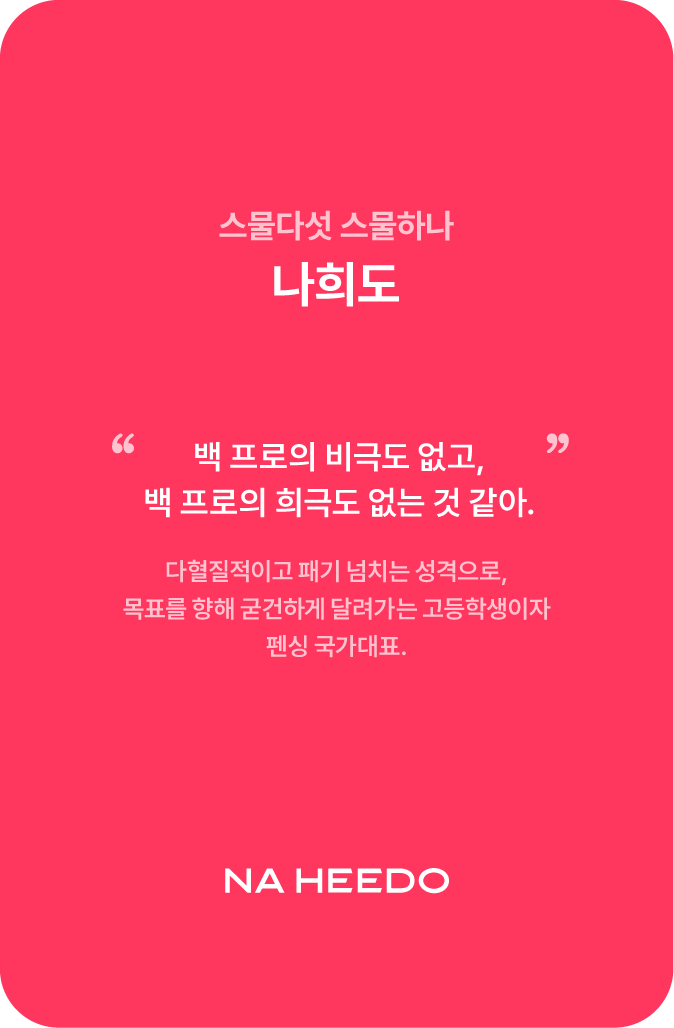 스물다섯 스물하나
나희도
“ 백 프로의 비극도 없고, ”
백 프로의 희극도 없는 것 같아.
다혈질적이고 패기 넘치는 성격으로,
목표를 향해 굳건하게 달려가는 고등학생이자
펜싱 국가대표.
NA HEEDO